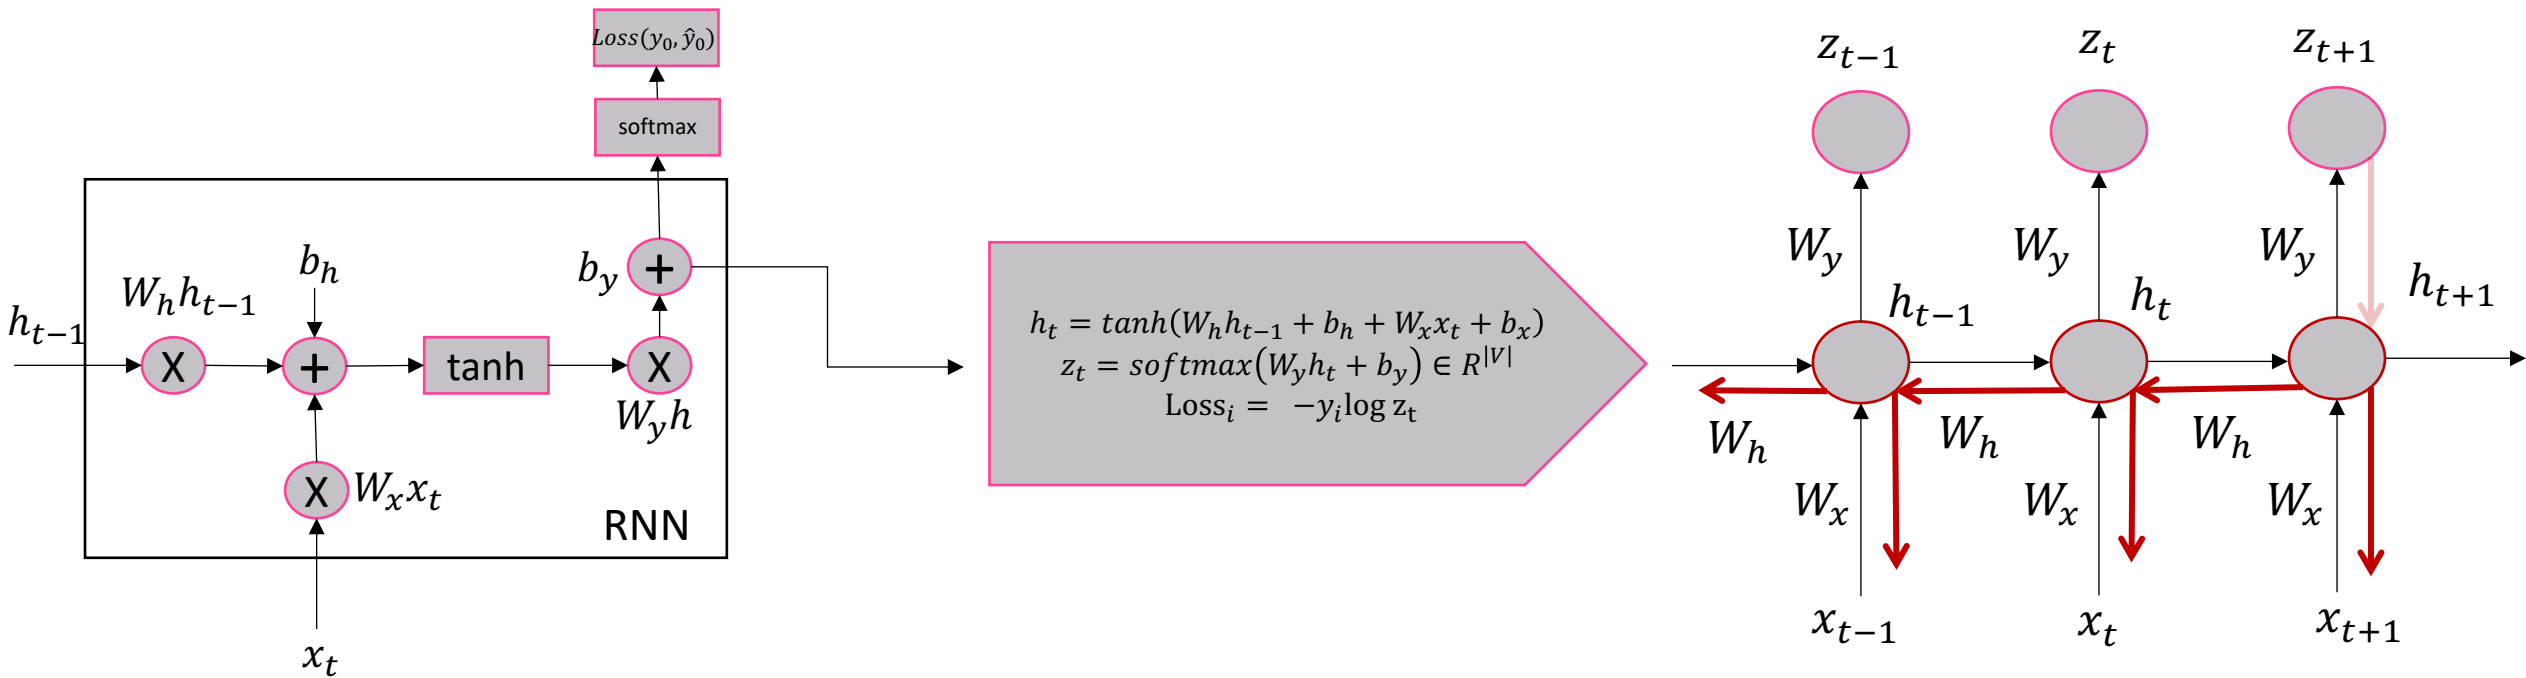 Loss(y₀, ŷ₀)
softmax
b_y
+
b_h
W_h h_{t−1}
h_{t−1}
X
+
tanh
X
W_y h
X
W_x x_t
RNN
x_t
h_t = tanh(W_h h_{t−1} + b_h + W_x x_t + b_x)
z_t = softmax(W_y h_t + b_y) ∈ R^{|V|}
Loss_i = −y_i log z_t
z_{t−1}
z_t
z_{t+1}
W_y
W_y
W_y
h_{t−1}
h_t
h_{t+1}
W_h
W_h
W_h
W_x
W_x
W_x
x_{t−1}
x_t
x_{t+1}